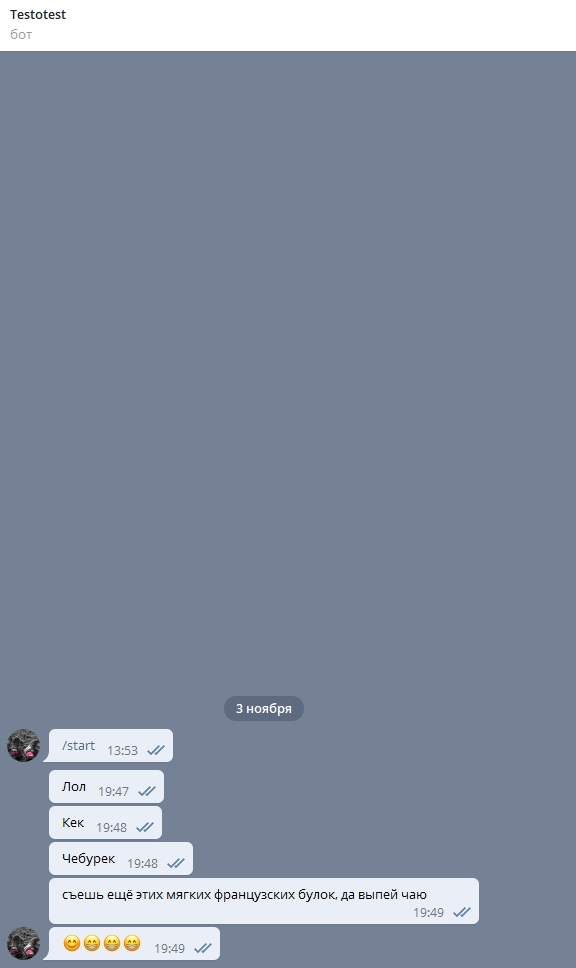 Testotest
бот
3 ноября
/start 13:53
Лол 19:47
Кек 19:48
Чебурек 19:48
съешь ещё этих мягких французских булок, да выпей чаю
19:49
😊😁😁😁 19:49